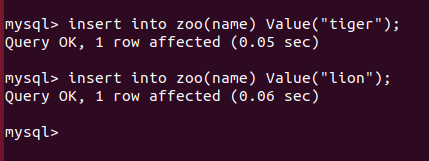 mysql> insert into zoo(name) Value("tiger");
Query OK, 1 row affected (0.05 sec)
mysql> insert into zoo(name) Value("lion");
Query OK, 1 row affected (0.06 sec)
mysql>